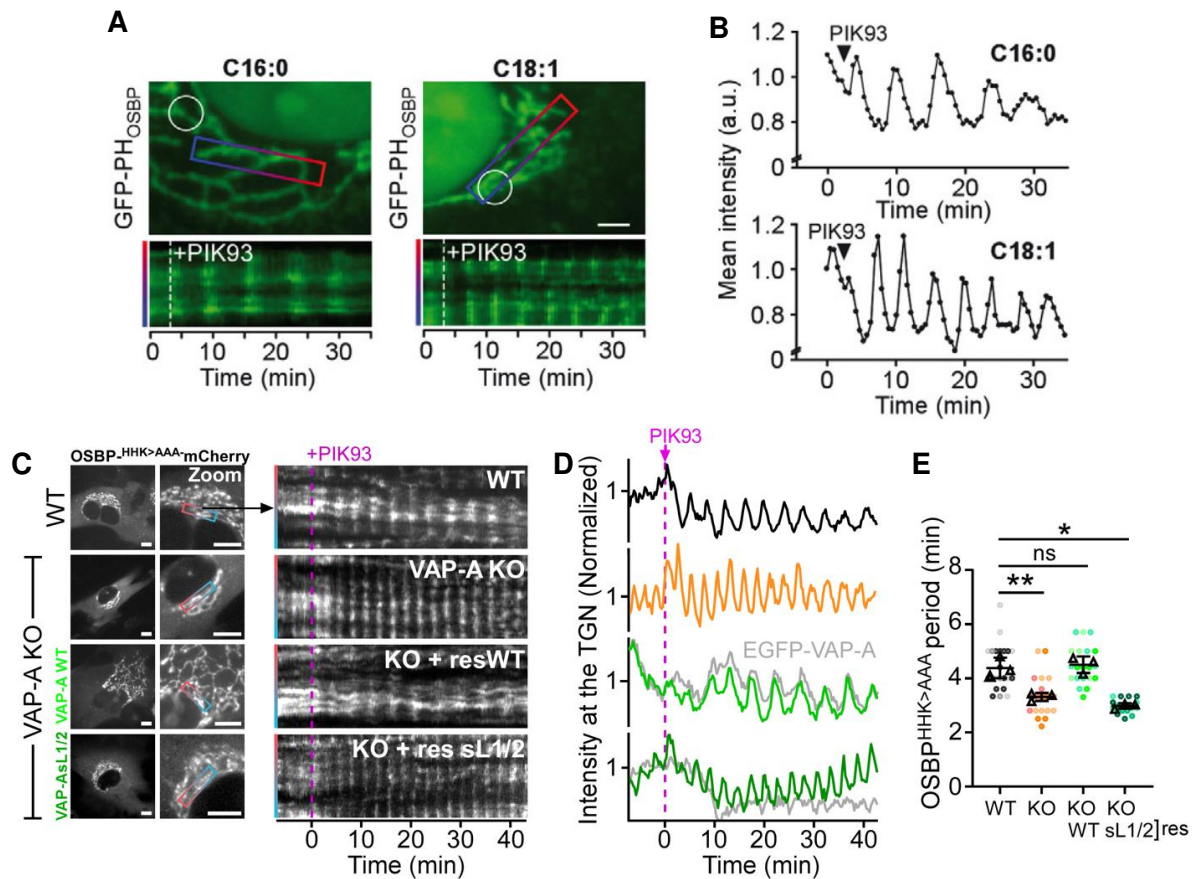 A
C16:0
C18:1
GFP-PHOSBP
GFP-PHOSBP
+PIK93
+PIK93
0 10 20 30
0 10 20 30
Time (min)
Time (min)
B
Mean intensity (a.u.)
1.2
1.0
0.8
0
PIK93
C16:0
0 10 20 30
Time (min)
1.2
1.0
0.8
0
PIK93
C18:1
0 10 20 30
Time (min)
C
OSBP-HHK>AAA-mCherry
Zoom
+PIK93
WT
WT
VAP-A KO
VAP-A KO
VAP-A WT
KO + resWT
VAP-AsL1/2
KO + res sL1/2
0 10 20 30 40
Time (min)
D
PIK93
Intensity at the TGN (Normalized)
1
1
1
1
EGFP-VAP-A
0 10 20 30 40
Time (min)
E
OSBPHHK>AAA period (min)
8
6
4
2
0
*
ns
**
WT KO KO KO
WT sL1/2]res